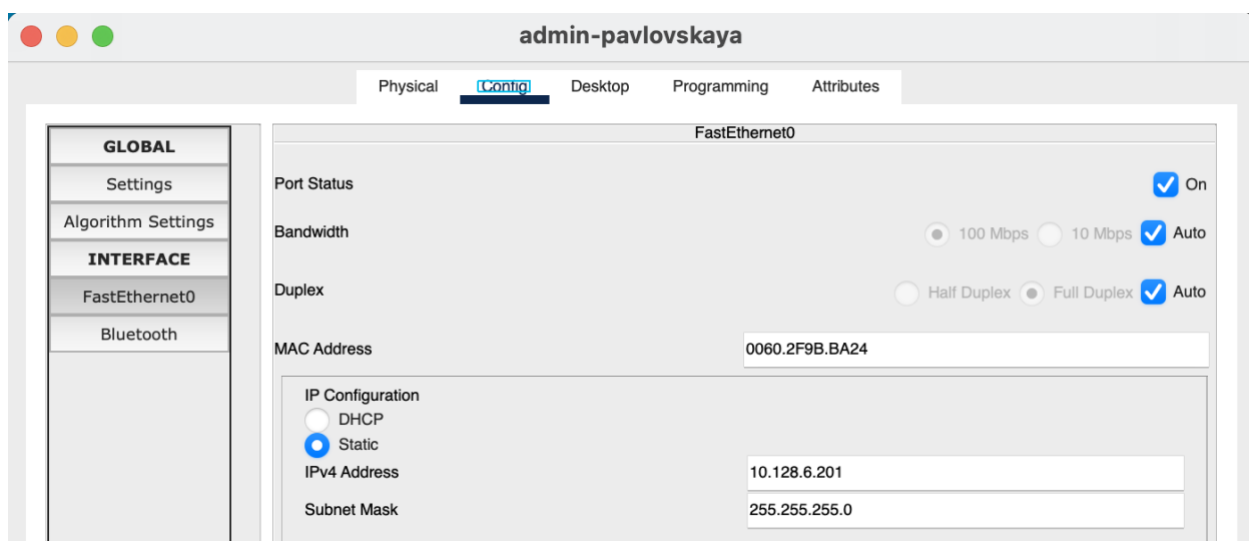 admin-pavlovskaya
Physical Config Desktop Programming Attributes
GLOBAL
Settings
Algorithm Settings
INTERFACE
FastEthernet0
Bluetooth
FastEthernet0
Port Status On
Bandwidth 100 Mbps 10 Mbps Auto
Duplex Half Duplex Full Duplex Auto
MAC Address 0060.2F9B.BA24
IP Configuration
DHCP
Static
IPv4 Address 10.128.6.201
Subnet Mask 255.255.255.0